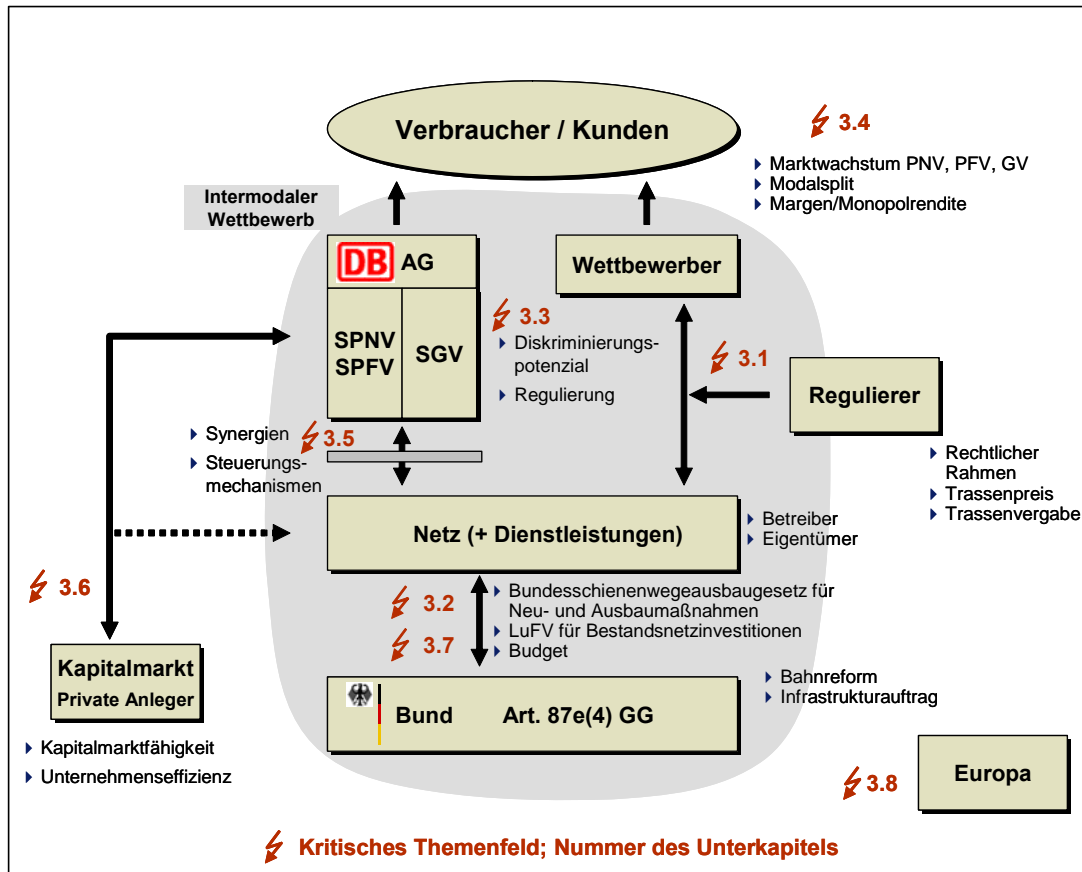 Verbraucher / Kunden
3.4
Marktwachstum PNV, PFV, GV
Modalsplit
Margen/Monopolrendite
Intermodaler
Wettbewerb
DB AG
Wettbewerber
SPNV
SPFV
SGV
3.3
Diskriminierungs-
potenzial
Regulierung
3.1
Regulierer
Rechtlicher
Rahmen
Trassenpreis
Trassenvergabe
Synergien
Steuerungs-
mechanismen
3.5
Netz (+ Dienstleistungen)
Betreiber
Eigentümer
3.6
3.2
3.7
Bundesschienenwegeausbaugesetz für
Neu- und Ausbaumaßnahmen
LuFV für Bestandsnetzinvestitionen
Budget
Kapitalmarkt
Private Anleger
Kapitalmarktfähigkeit
Unternehmenseffizienz
Bund Art. 87e(4) GG
Bahnreform
Infrastrukturauftrag
3.8
Europa
Kritisches Themenfeld; Nummer des Unterkapitels